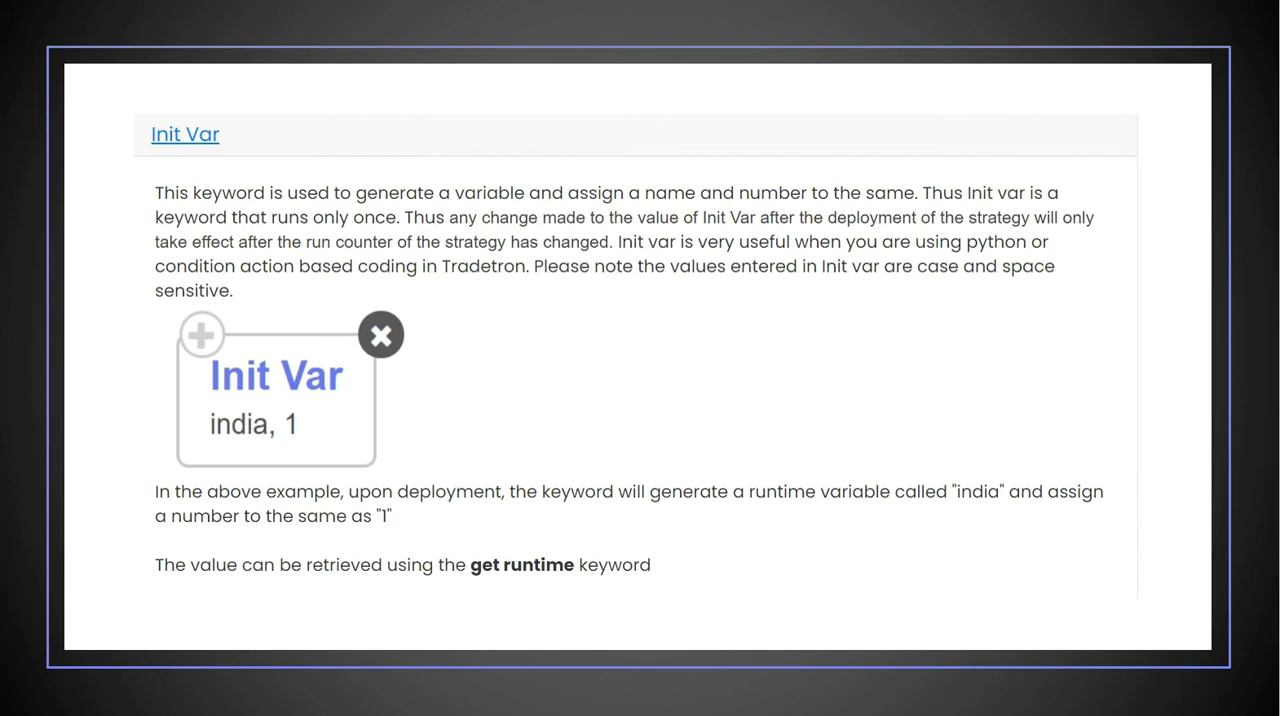 Init Var
This keyword is used to generate a variable and assign a name and number to the same. Thus Init var is a
keyword that runs only once. Thus any change made to the value of Init Var after the deployment of the strategy will only
take effect after the run counter of the strategy has changed. Init var is very useful when you are using python or
condition action based coding in Tradetron. Please note the values entered in Init var are case and space
sensitive.
Init Var
india, 1
In the above example, upon deployment, the keyword will generate a runtime variable called "india" and assign
a number to the same as "1"
The value can be retrieved using the get runtime keyword